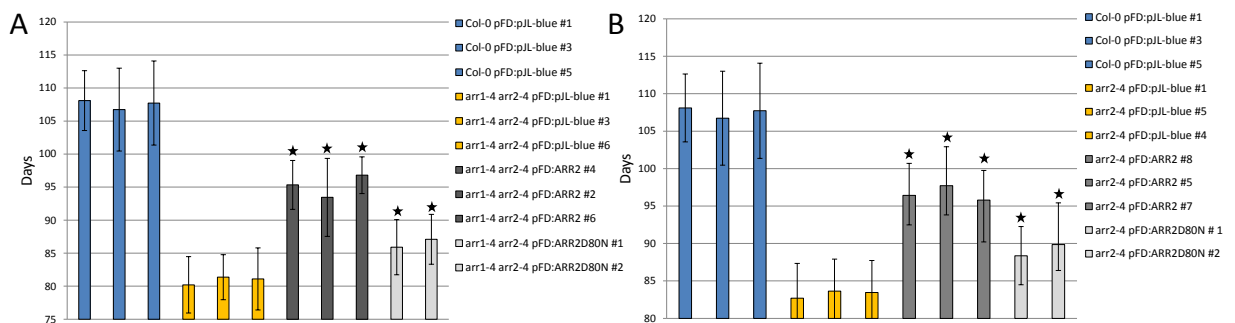 A
120
115
110
105
100
95
90
85
80
75
Days
Col-0 pFD:pJL-blue #1
Col-0 pFD:pJL-blue #3
Col-0 pFD:pJL-blue #5
arr1-4 arr2-4 pFD:pJL-blue #1
arr1-4 arr2-4 pFD:pJL-blue #3
arr1-4 arr2-4 pFD:pJL-blue #6
arr1-4 arr2-4 pFD:ARR2 #4
arr1-4 arr2-4 pFD:ARR2 #2
arr1-4 arr2-4 pFD:ARR2 #6
arr1-4 arr2-4 pFD:ARR2D80N #1
arr1-4 arr2-4 pFD:ARR2D80N #2
B
120
115
110
105
100
95
90
85
80
Days
Col-0 pFD:pJL-blue #1
Col-0 pFD:pJL-blue #3
Col-0 pFD:pJL-blue #5
arr2-4 pFD:pJL-blue #1
arr2-4 pFD:pJL-blue #5
arr2-4 pFD:pJL-blue #4
arr2-4 pFD:ARR2 #8
arr2-4 pFD:ARR2 #5
arr2-4 pFD:ARR2 #7
arr2-4 pFD:ARR2D80N # 1
arr2-4 pFD:ARR2D80N #2